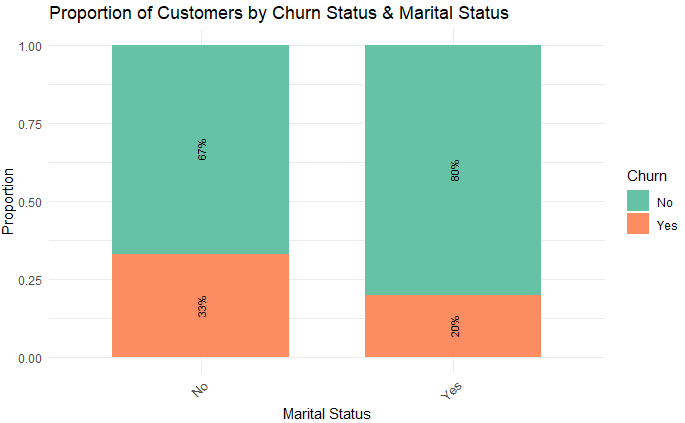 Proportion of Customers by Churn Status & Marital Status
Proportion
1.00
0.75
0.50
0.25
0.00
67%
33%
80%
20%
No
Yes
Marital Status
Churn
No
Yes